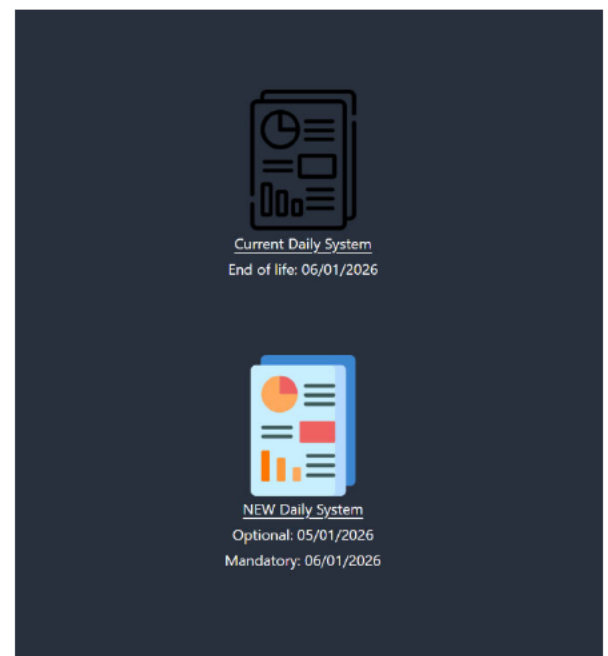 Current Daily System
End of life: 06/01/2026
NEW Daily System
Optional: 05/01/2026
Mandatory: 06/01/2026